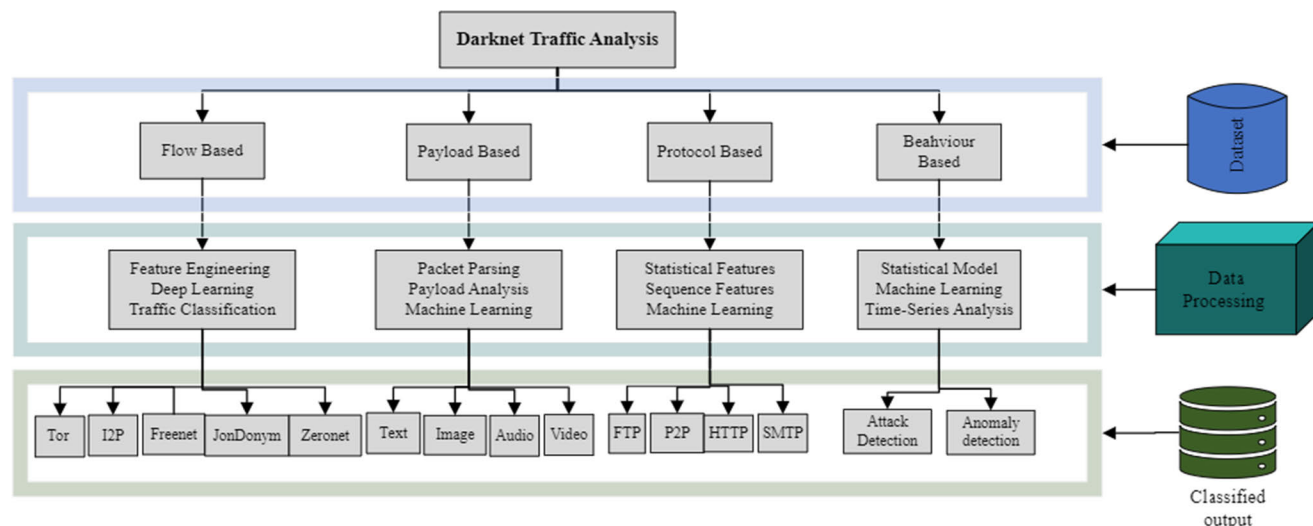 Darknet Traffic Analysis
Flow Based
Payload Based
Protocol Based
Beahviour
Based
Dataset
Feature Engineering
Deep Learning
Traffic Classification
Packet Parsing
Payload Analysis
Machine Learning
Statistical Features
Sequence Features
Machine Learning
Statistical Model
Machine Learning
Time-Series Analysis
Data
Processing
Tor
I2P
Freenet
JonDonym
Zeronet
Text
Image
Audio
Video
FTP
P2P
HTTP
SMTP
Attack
Detection
Anomaly
detection
Classified
output